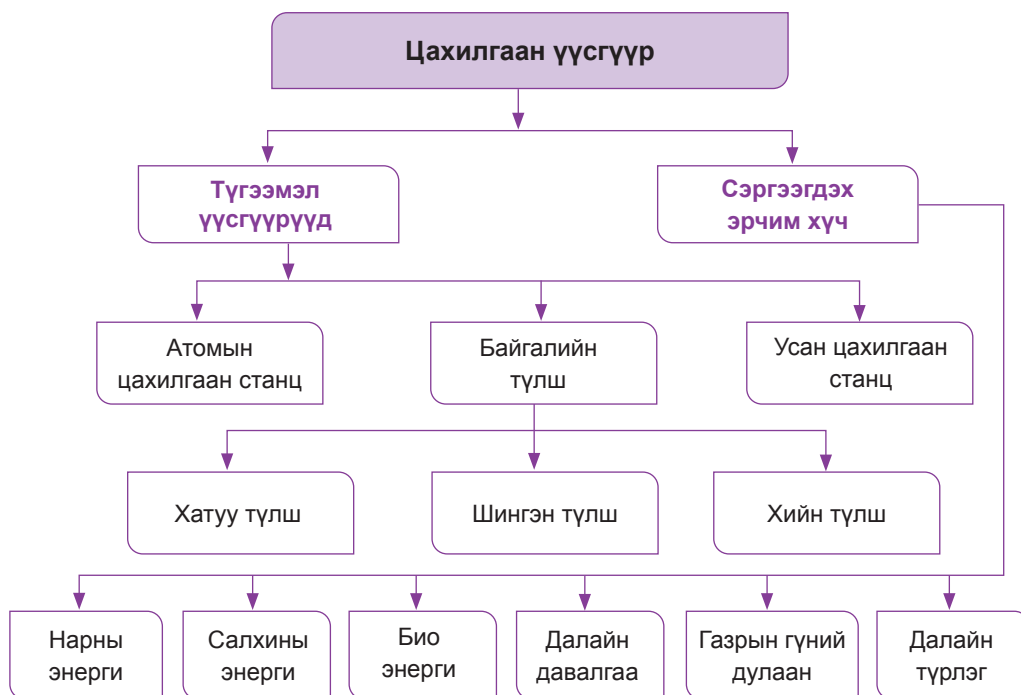 Цахилгаан үүсгүүр
Түгээмэл
үүсгүүрүүд
Сэргээгдэх
эрчим хүч
Атомын
цахилгаан станц
Байгалийн
түлш
Усан цахилгаан
станц
Хатуу түлш
Шингэн түлш
Хийн түлш
Нарны
энерги
Салхины
энерги
Био
энерги
Далайн
давалгаа
Газрын гүний
дулаан
Далайн
түрлэг